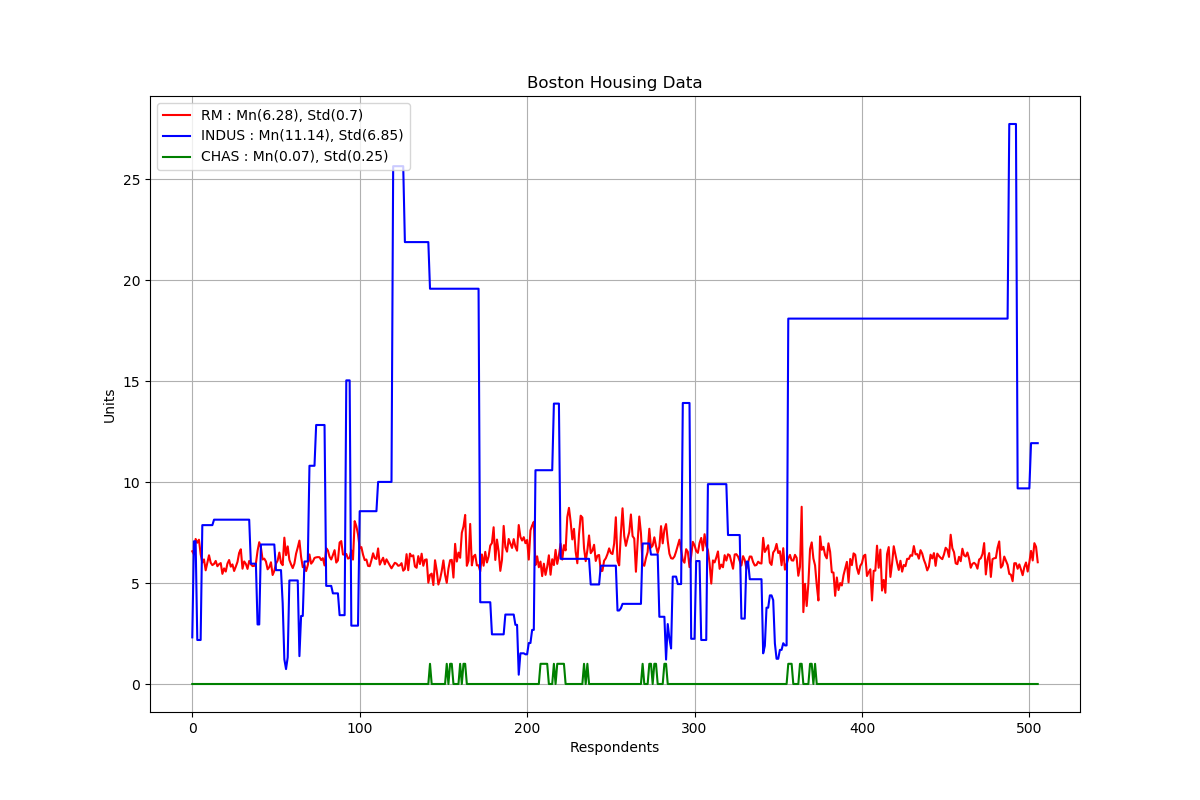 Boston Housing Data
RM : Mn(6.28), Std(0.7)
INDUS : Mn(11.14), Std(6.85)
CHAS : Mn(0.07), Std(0.25)
25
20
15
10
5
0
Units
0 100 200 300 400 500
Respondents